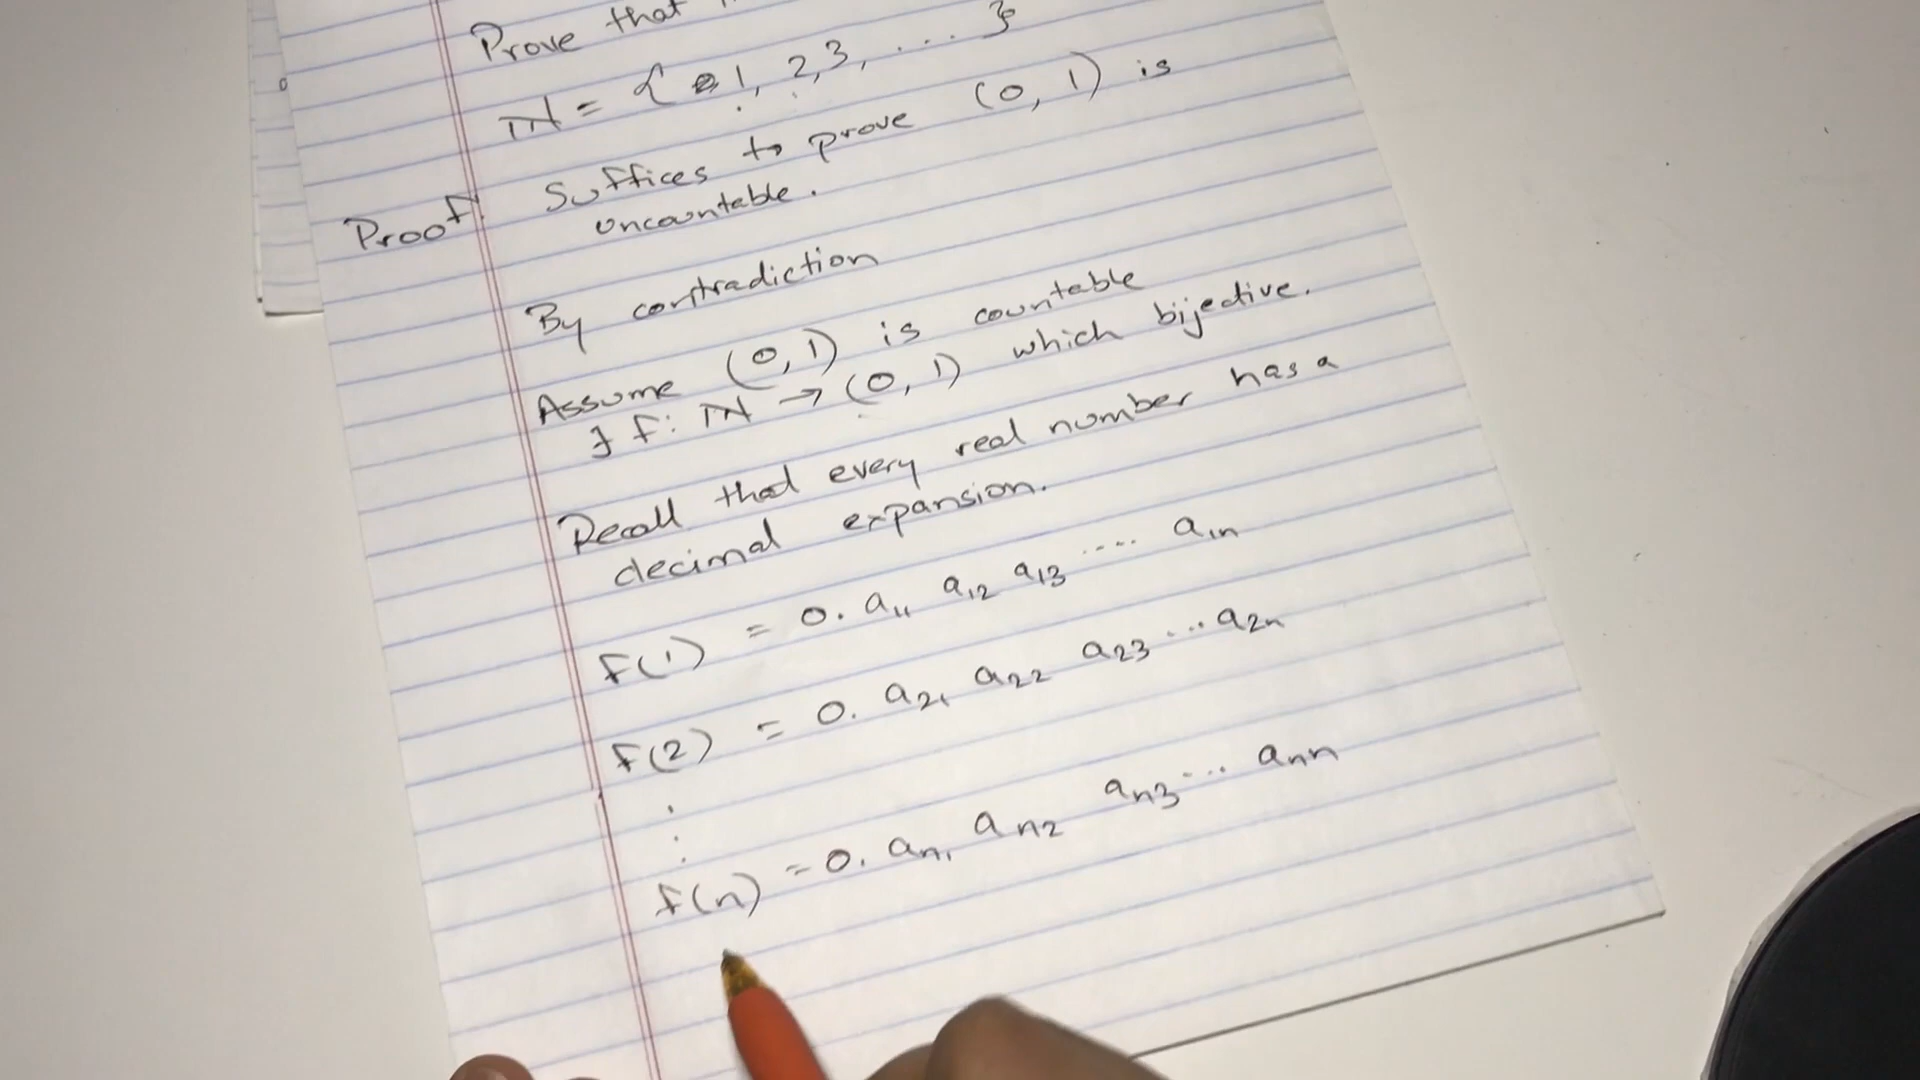 Prove that
ℕ = { 1, 2, 3, .... }
Proof. Suffices to prove (0, 1) is
uncountable.
By contradiction
Assume (0, 1) is countable
∃ f: ℕ → (0, 1) which bijective.
Recall that every real number has a
decimal expansion.
f(1) = 0. a₁₁ a₁₂ a₁₃ .... a₁ₙ
f(2) = 0. a₂₁ a₂₂ a₂₃ ... a₂ₙ
⋮
f(n) = 0. aₙ₁ aₙ₂ aₙ₃ ... aₙₙ